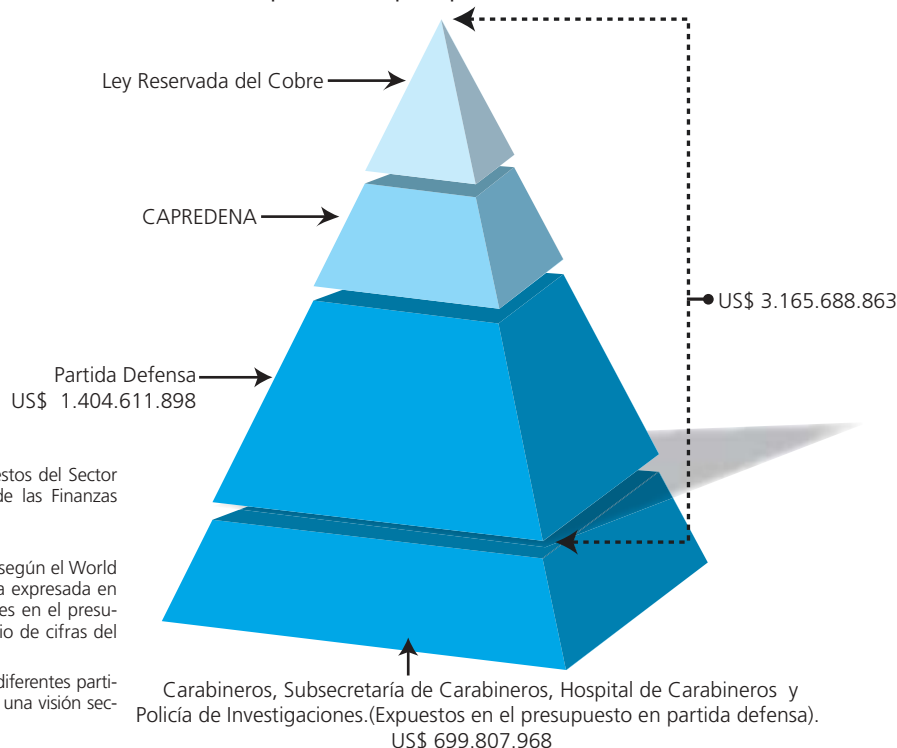 Ley Reservada del Cobre
CAPREDENA
US$ 3.165.688.863
Partida Defensa
US$ 1.404.611.898
estos del Sector
de las Finanzas
según el World
a expresada en
es en el presu-
io de cifras del
diferentes parti-
una visión sec-
Carabineros, Subsecretaría de Carabineros, Hospital de Carabineros y
Policía de Investigaciones.(Expuestos en el presupuesto en partida defensa).
US$ 699.807.968